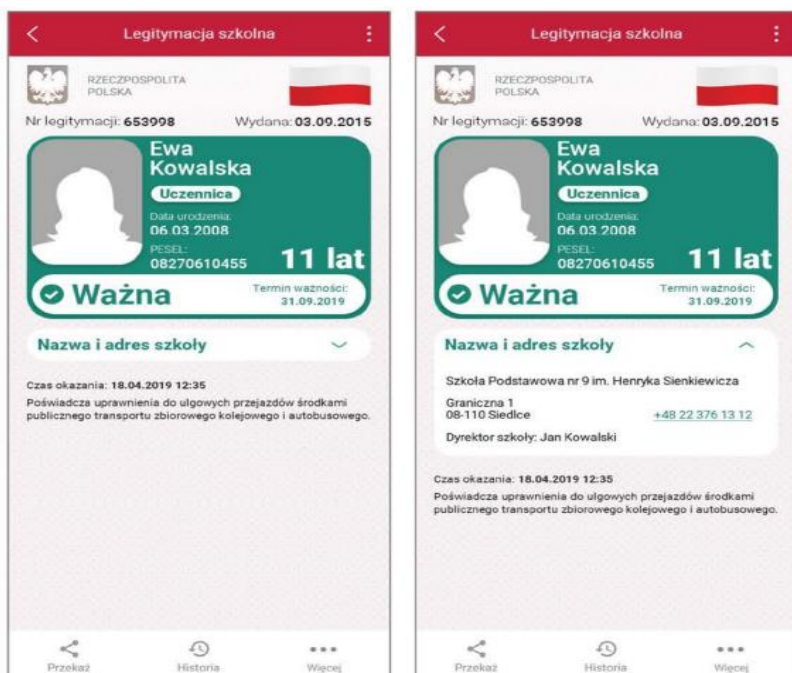 Legitymacja szkolna
RZECZPOSPOLITA
POLSKA
Nr legitymacji: 653998 Wydana: 03.09.2015
Ewa
Kowalska
Uczennica
Data urodzenia:
06.03.2008
PESEL:
08270610455
11 lat
Ważna
Termin ważności:
31.09.2019
Nazwa i adres szkoły
Czas okazania: 18.04.2019 12:35
Poświadcza uprawnienia do ulgowych przejazdów środkami
publicznego transportu zbiorowego kolejowego i autobusowego.
Przekaż Historia Więcej
Legitymacja szkolna
RZECZPOSPOLITA
POLSKA
Nr legitymacji: 653998 Wydana: 03.09.2015
Ewa
Kowalska
Uczennica
Data urodzenia:
06.03.2008
PESEL:
08270610455
11 lat
Ważna
Termin ważności:
31.09.2019
Nazwa i adres szkoły
Szkoła Podstawowa nr 9 im. Henryka Sienkiewicza
Graniczna 1
08-110 Siedlce +48 22 376 13 12
Dyrektor szkoły: Jan Kowalski
Czas okazania: 18.04.2019 12:35
Poświadcza uprawnienia do ulgowych przejazdów środkami
publicznego transportu zbiorowego kolejowego i autobusowego.
Przekaż Historia Więcej